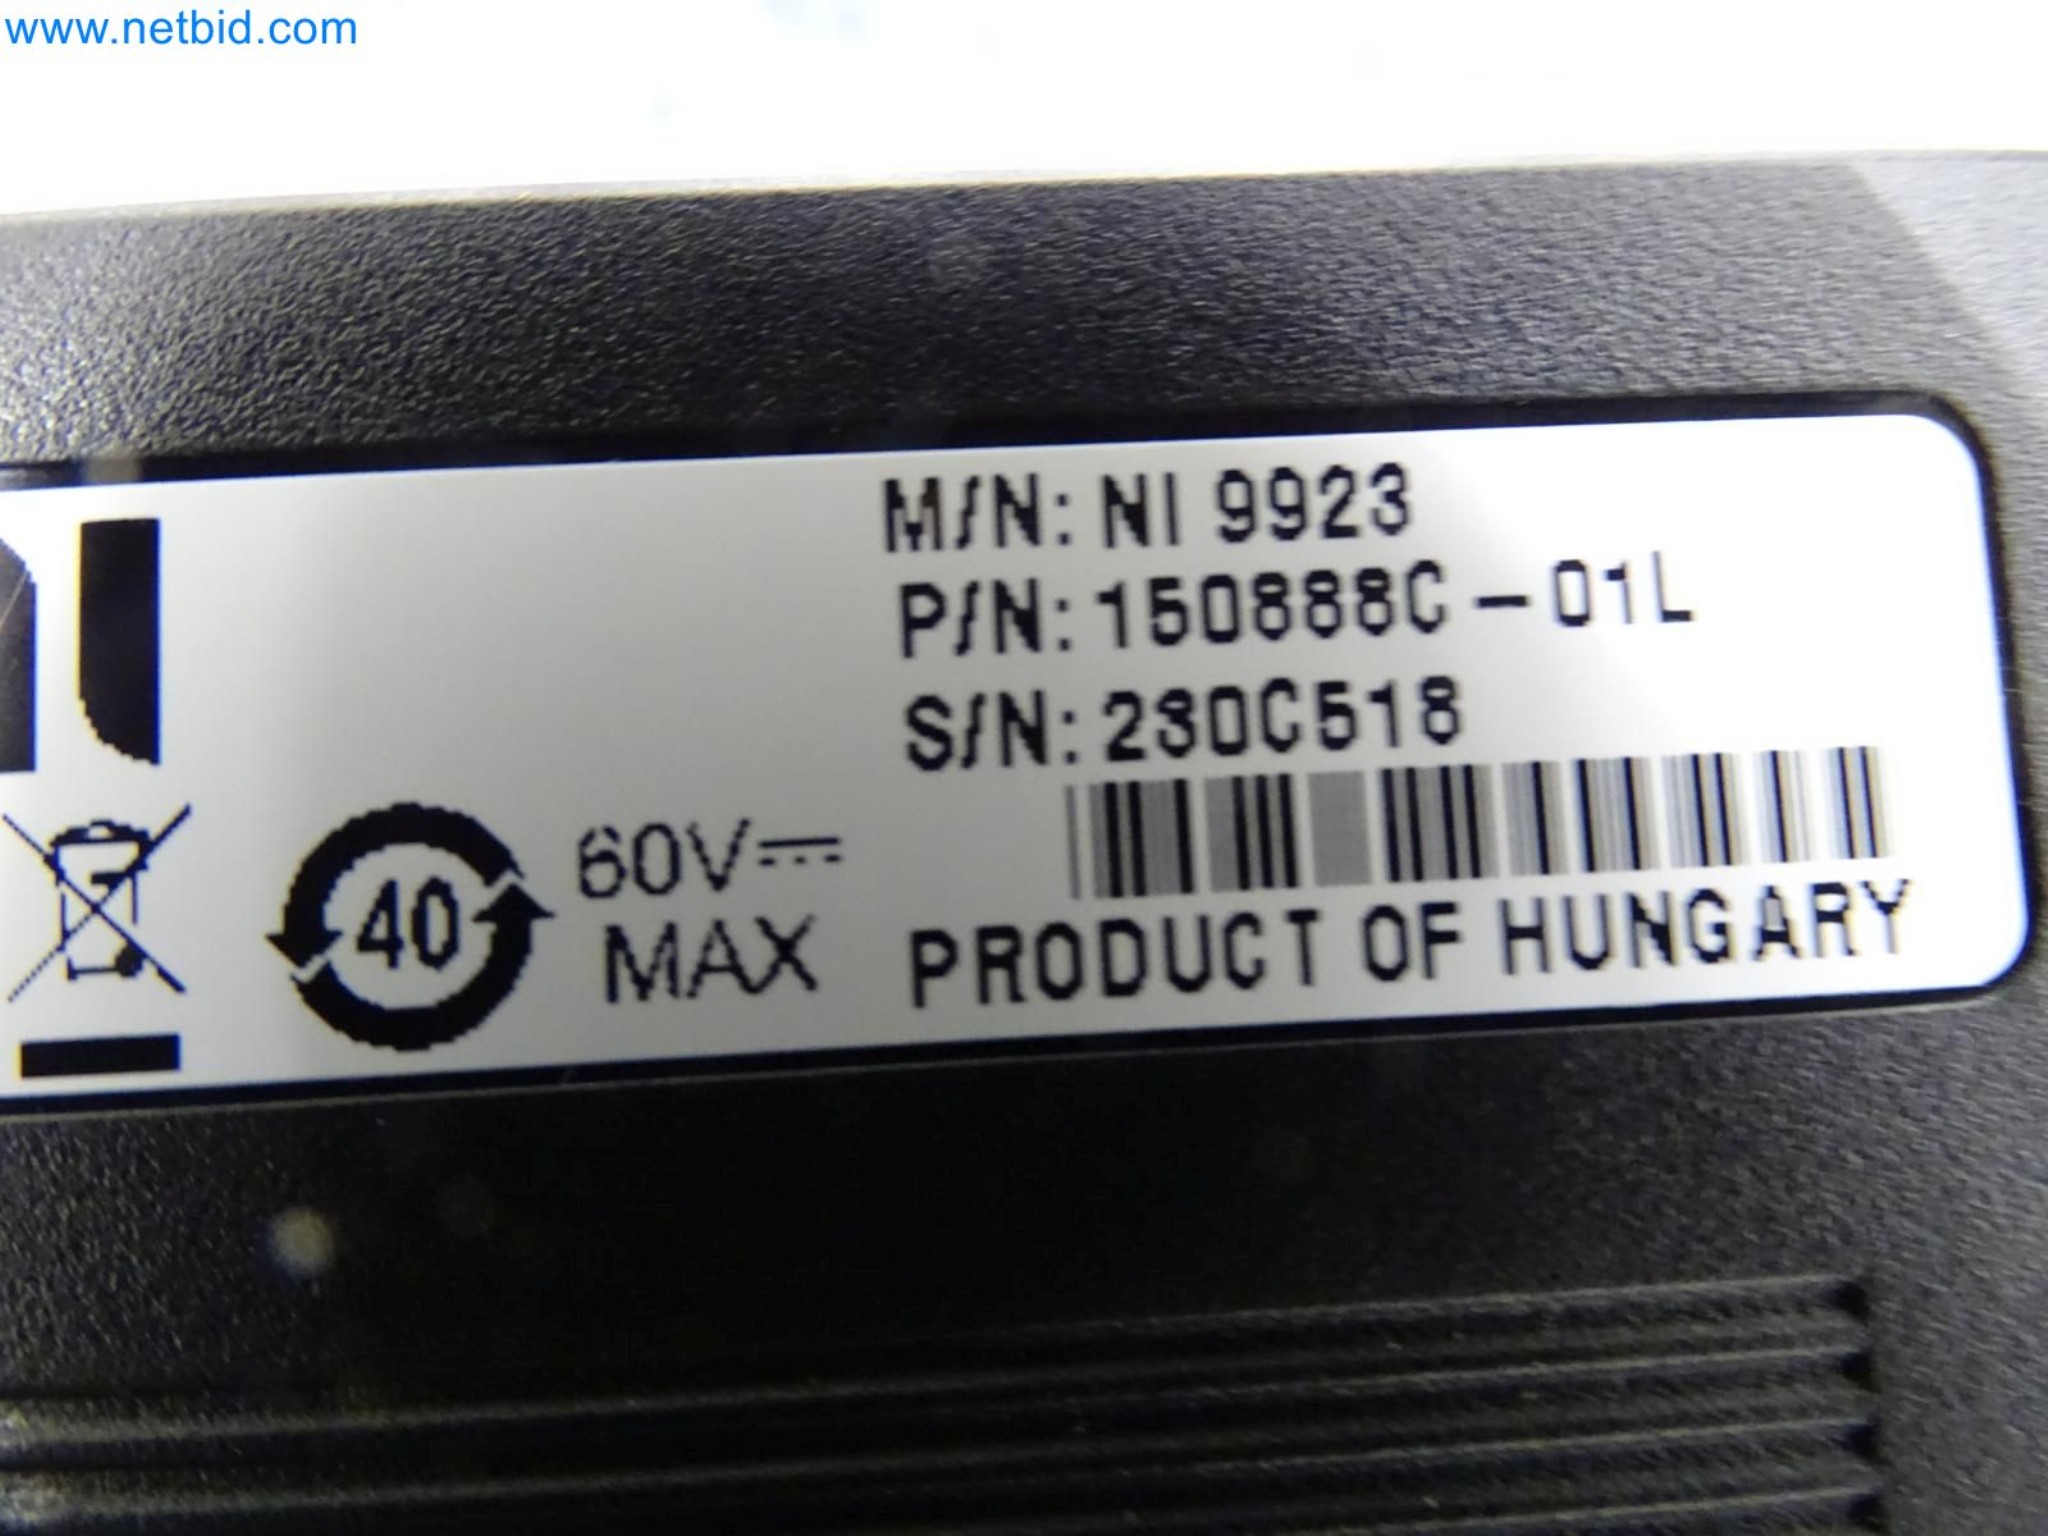 www.netbid.com
M/N: NI 9923
P/N: 150888C-01L
S/N: 230C518
40
60V
MAX
PRODUCT OF HUNGARY